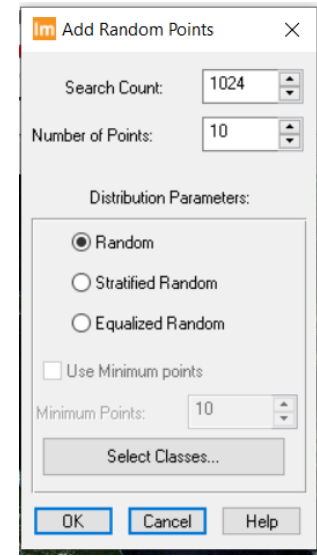 Im Add Random Points
Search Count: 1024
Number of Points: 10
Distribution Parameters:
Random
Stratified Random
Equalized Random
Use Minimum points
Minimum Points: 10
Select Classes...
OK Cancel Help